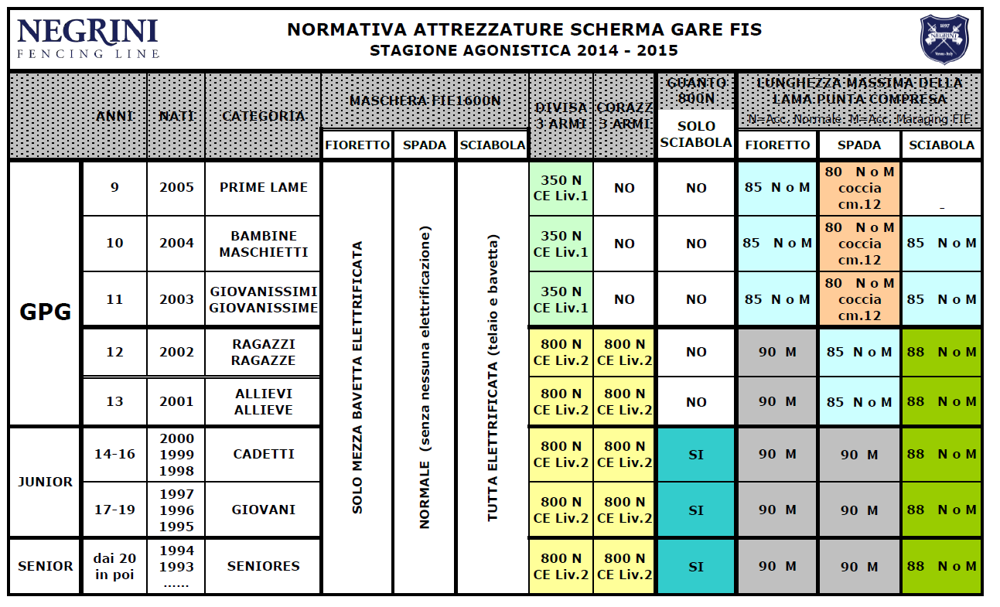 NEGRINI
FENCING LINE
NORMATIVA ATTREZZATURE SCHERMA GARE FIS
STAGIONE AGONISTICA 2014 - 2015
1897
NEGRINI
Verona - Italy
ANNI
NATI
CATEGORIA
MASCHERA FIE1600N
FIORETTO
SPADA
SCIABOLA
DIVISA
3 ARMI
CORAZZ
3 ARMI
GUANTO
800N
SOLO
SCIABOLA
LUNGHEZZA MASSIMA DELLA
LAMA PUNTA COMPRESA
N=Acc. Normale M=Acc. Maraging FIE
FIORETTO
SPADA
SCIABOLA
SOLO MEZZA BAVETTA ELETTRIFICATA
NORMALE (senza nessuna elettrificazione)
TUTTA ELETTRIFICATA (telaio e bavetta)
GPG
9
2005
PRIME LAME
350 N
CE Liv.1
NO
NO
85 N o M
80 N o M
coccia
cm.12
_
10
2004
BAMBINE
MASCHIETTI
350 N
CE Liv.1
NO
NO
85 N o M
80 N o M
coccia
cm.12
85 N o M
11
2003
GIOVANISSIMI
GIOVANISSIME
350 N
CE Liv.1
NO
NO
85 N o M
80 N o M
coccia
cm.12
85 N o M
12
2002
RAGAZZI
RAGAZZE
800 N
CE Liv.2
800 N
CE Liv.2
NO
90 M
85 N o M
88 N o M
13
2001
ALLIEVI
ALLIEVE
800 N
CE Liv.2
800 N
CE Liv.2
NO
90 M
85 N o M
88 N o M
JUNIOR
14-16
2000
1999
1998
CADETTI
800 N
CE Liv.2
800 N
CE Liv.2
SI
90 M
90 M
88 N o M
17-19
1997
1996
1995
GIOVANI
800 N
CE Liv.2
800 N
CE Liv.2
SI
90 M
90 M
88 N o M
SENIOR
dai 20
in poi
1994
1993
......
SENIORES
800 N
CE Liv.2
800 N
CE Liv.2
SI
90 M
90 M
88 N o M